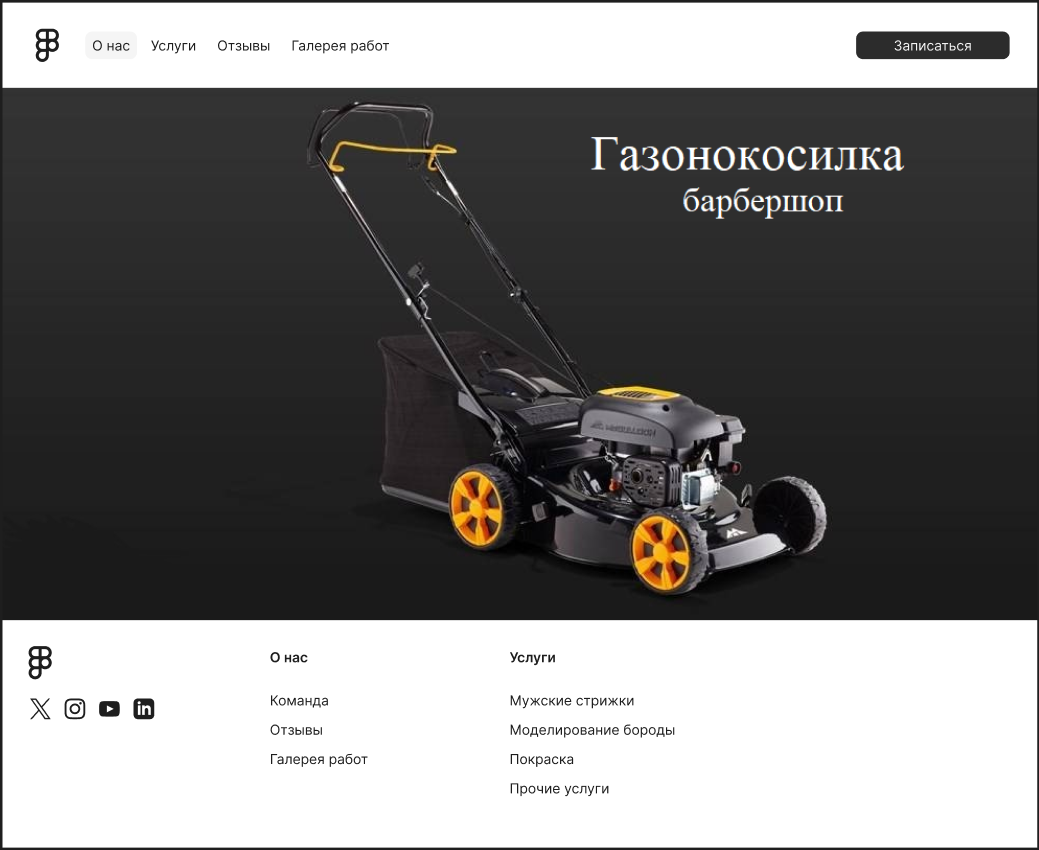 О нас Услуги Отзывы Галерея работ Записаться
Газонокосилка
барбершоп
О нас
Команда
Отзывы
Галерея работ
Услуги
Мужские стрижки
Моделирование бороды
Покраска
Прочие услуги